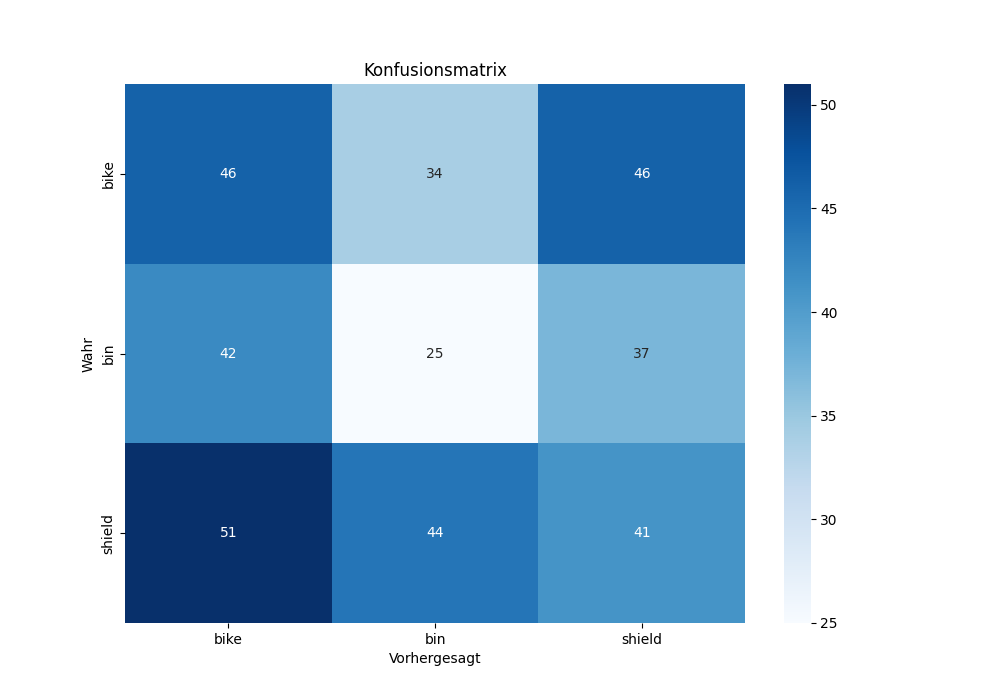 Konfusionsmatrix
Wahr
bike
46
34
46
bin
42
25
37
shield
51
44
41
bike
bin
shield
Vorhergesagt
50
45
40
35
30
25